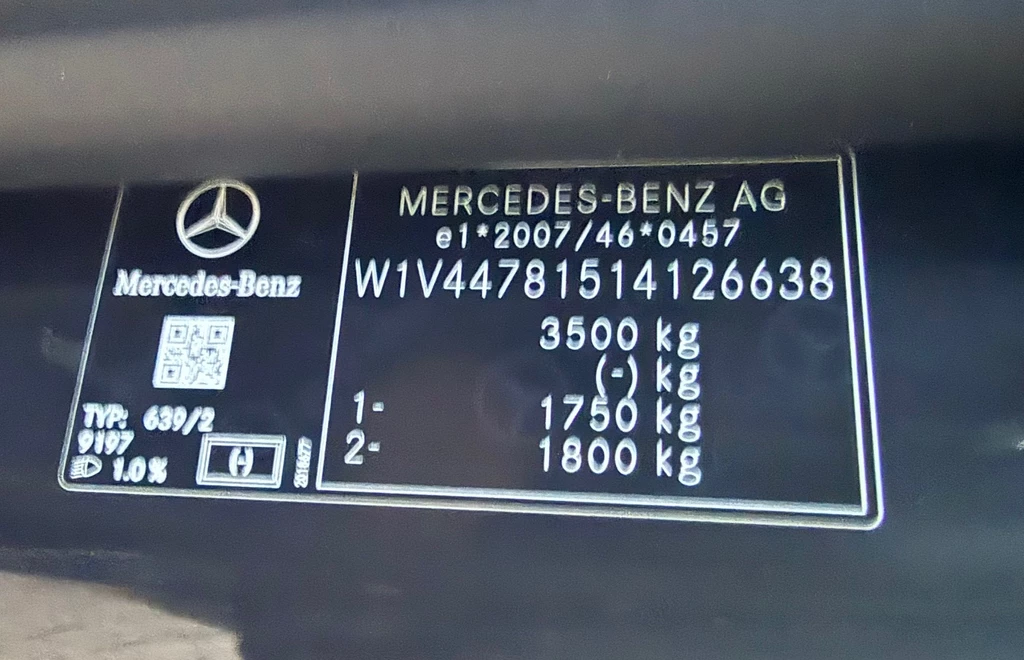 Mercedes-Benz
TYP: 639/2
9197
1.0 %
(-)
MERCEDES-BENZ AG
e1*2007/46*0457
W1V44781514126638
3500 kg
(-) kg
1- 1750 kg
2- 1800 kg